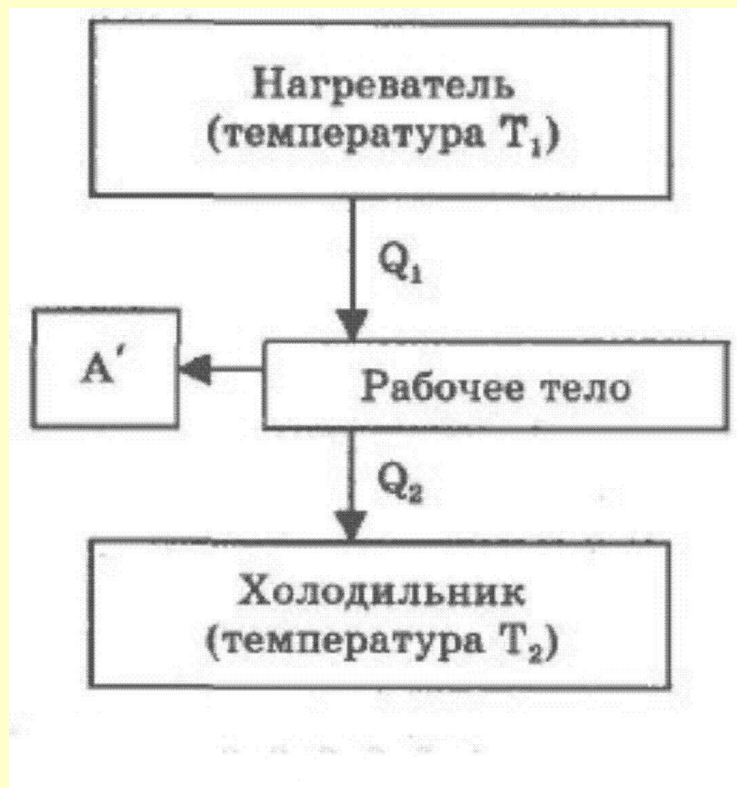 Нагреватель
(температура T₁)
Q₁
A′
Рабочее тело
Q₂
Холодильник
(температура T₂)